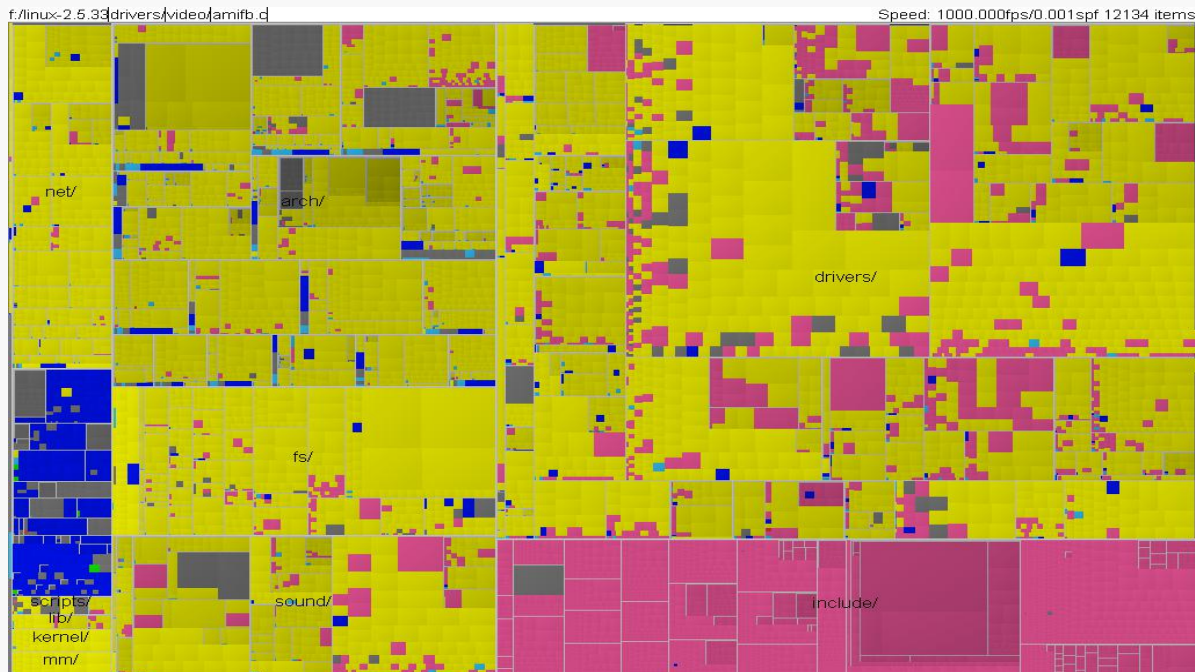 f:/linux-2.5.33/drivers/video/amifb.c
Speed: 1000.000fps/0.001spf 12134 items
net/
arch/
drivers/
fs/
scripts/
sound/
include/
lib/
kernel/
mm/